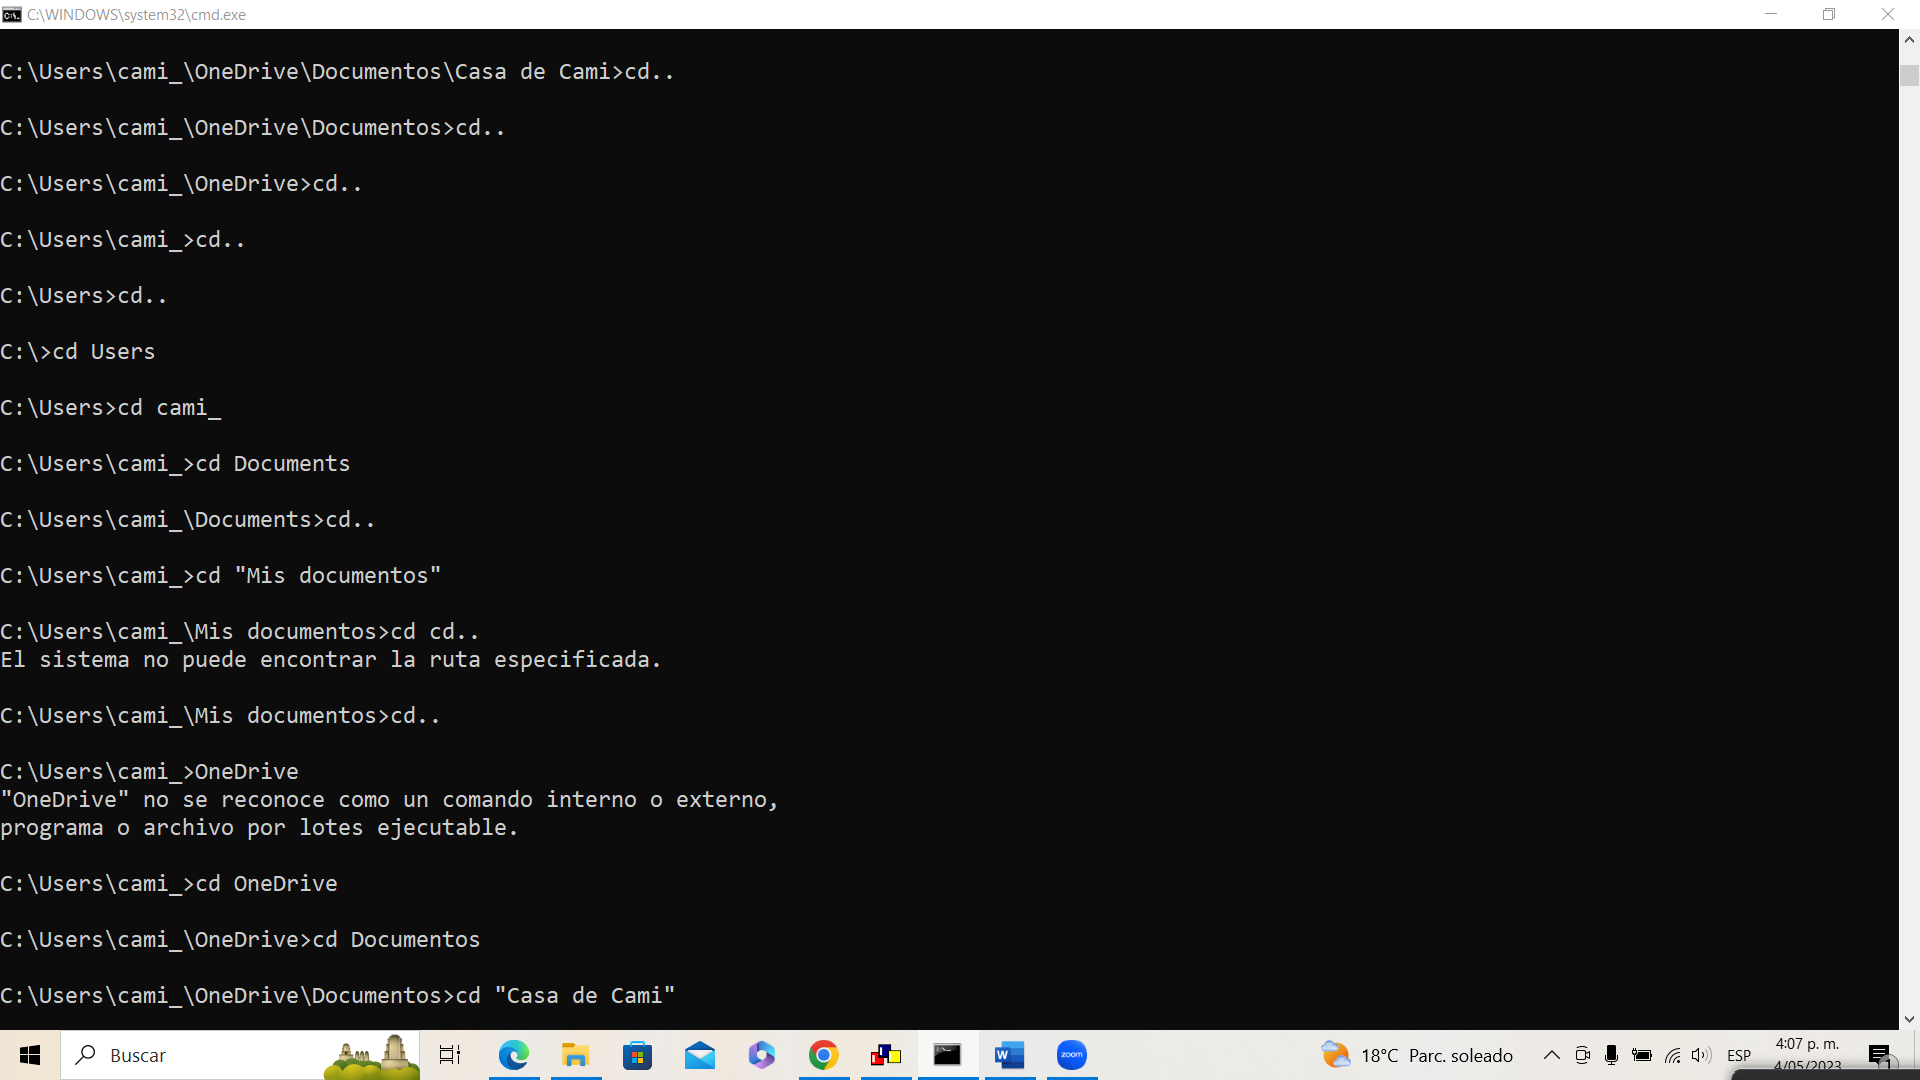 C:\WINDOWS\system32\cmd.exe
C:\Users\cami_\OneDrive\Documentos\Casa de Cami>cd..
C:\Users\cami_\OneDrive\Documentos>cd..
C:\Users\cami_\OneDrive>cd..
C:\Users\cami_>cd..
C:\Users>cd..
C:\>cd Users
C:\Users>cd cami_
C:\Users\cami_>cd Documents
C:\Users\cami_\Documents>cd..
C:\Users\cami_>cd "Mis documentos"
C:\Users\cami_\Mis documentos>cd cd..
El sistema no puede encontrar la ruta especificada.
C:\Users\cami_\Mis documentos>cd..
C:\Users\cami_>OneDrive
"OneDrive" no se reconoce como un comando interno o externo,
programa o archivo por lotes ejecutable.
C:\Users\cami_>cd OneDrive
C:\Users\cami_\OneDrive>cd Documentos
C:\Users\cami_\OneDrive\Documentos>cd "Casa de Cami"
Buscar
zoom
18°C Parc. soleado
ESP
4:07 p. m.
4/05/2023
1